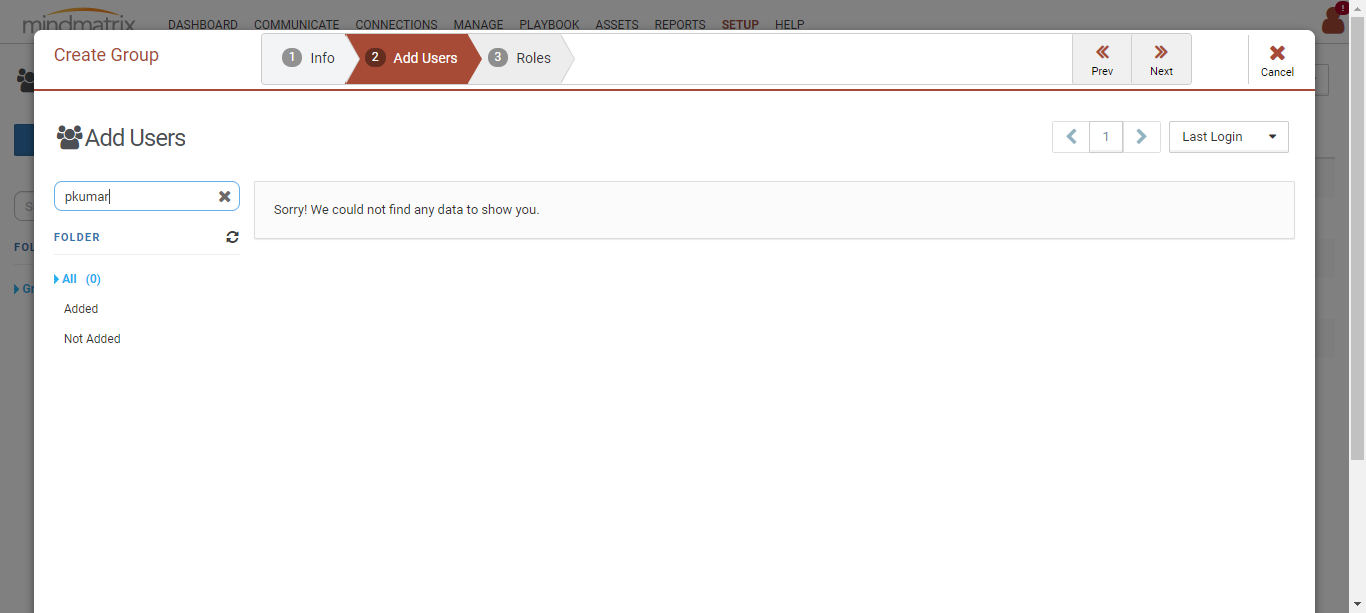 mindmatrix DASHBOARD COMMUNICATE CONNECTIONS MANAGE PLAYBOOK ASSETS REPORTS SETUP HELP !
Create Group 1 Info 2 Add Users 3 Roles Prev Next Cancel
Add Users 1 Last Login
pkumar
Sorry! We could not find any data to show you.
FOLDER
All (0)
Added
Not Added
S
FOL
Gr